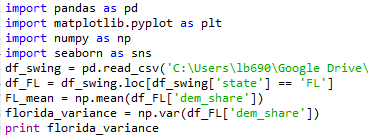 import pandas as pd
import matplotlib.pyplot as plt
import numpy as np
import seaborn as sns
df_swing = pd.read_csv('C:\Users\lb690\Google Drive\
df_FL = df_swing.loc[df_swing['state'] == 'FL']
FL_mean = np.mean(df_FL['dem_share'])
florida_variance = np.var(df_FL['dem_share'])
print florida_variance